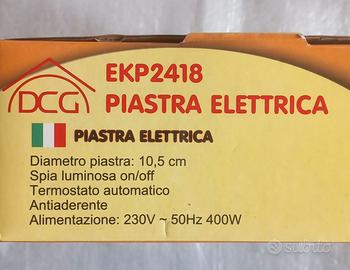 DCG
EKP2418
PIASTRA ELETTRICA
PIASTRA ELETTRICA
Diametro piastra: 10,5 cm
Spia luminosa on/off
Termostato automatico
Antiaderente
Alimentazione: 230V ~ 50Hz 400W
subito